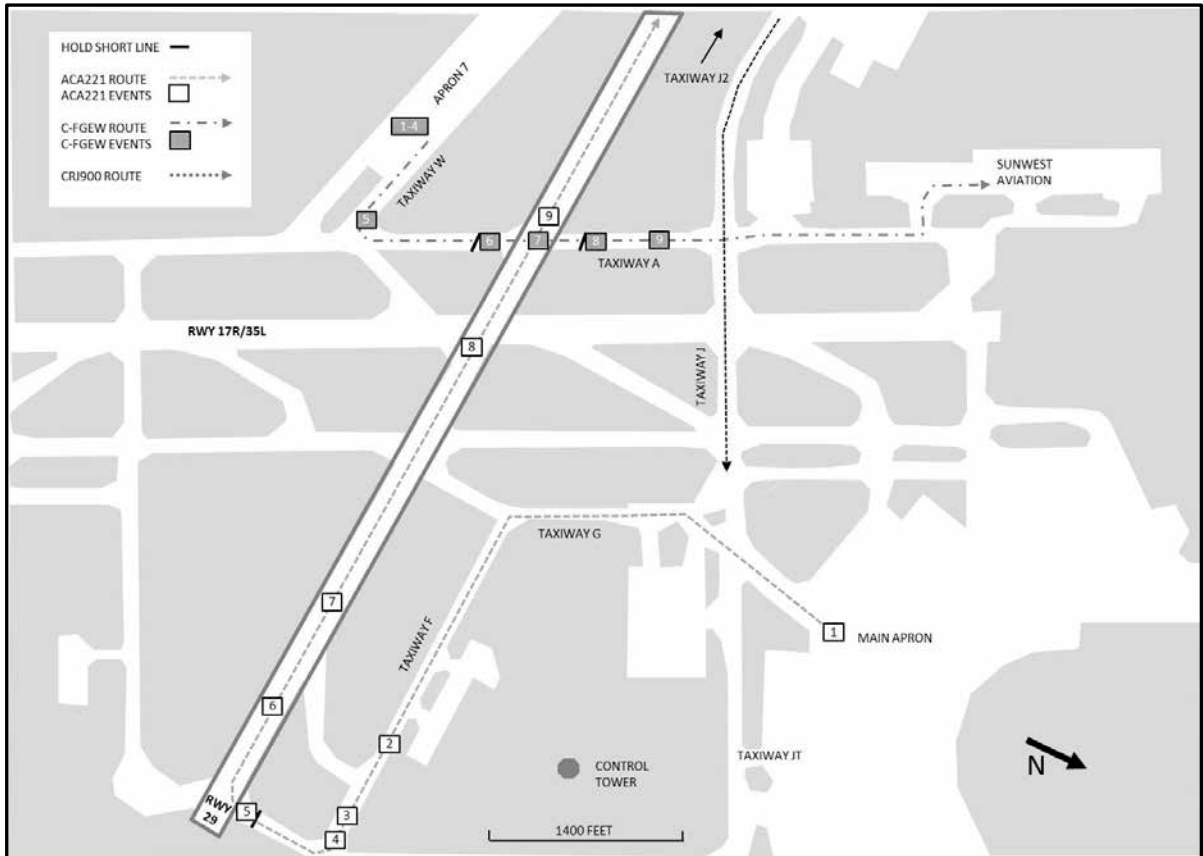 HOLD SHORT LINE
ACA221 ROUTE
ACA221 EVENTS
C-FGEW ROUTE
C-FGEW EVENTS
CRJ900 ROUTE
APRON 7
1-4
TAXIWAY W
TAXIWAY J2
SUNWEST
AVIATION
5
9
6
7
8
9
TAXIWAY A
RWY 17R/35L
8
TAXIWAY J
TAXIWAY G
7
TAXIWAY F
1
MAIN APRON
6
2
TAXIWAY JT
N
CONTROL
TOWER
RWY
29
5
3
4
1400 FEET